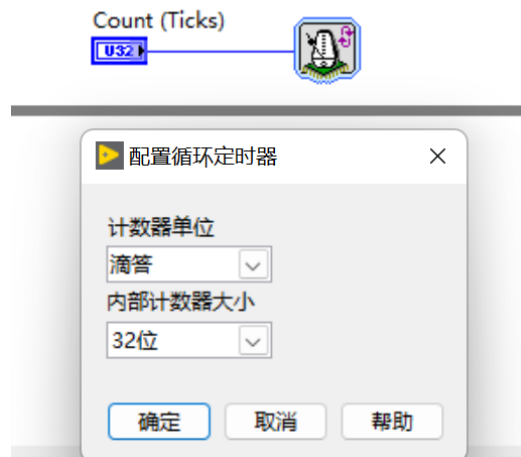 Count (Ticks)
U32
配置循环定时器
计数器单位
滴答
内部计数器大小
32位
确定
取消
帮助